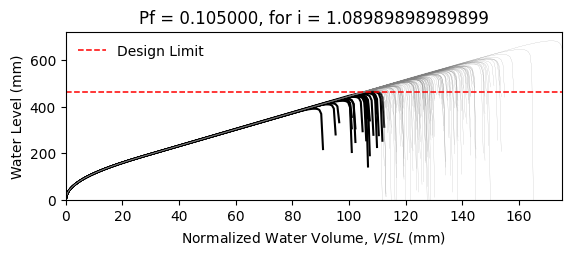 Pf = 0.105000, for i = 1.08989898989899
Design Limit
Water Level (mm)
600
400
200
0
0 20 40 60 80 100 120 140 160
Normalized Water Volume, V/SL (mm)